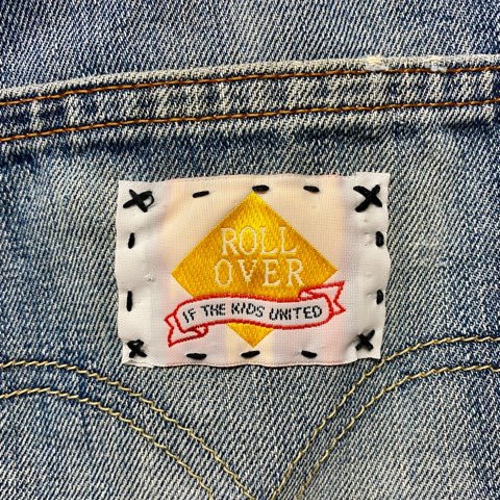 ROLL
OVER
IF THE KIDS UNITED